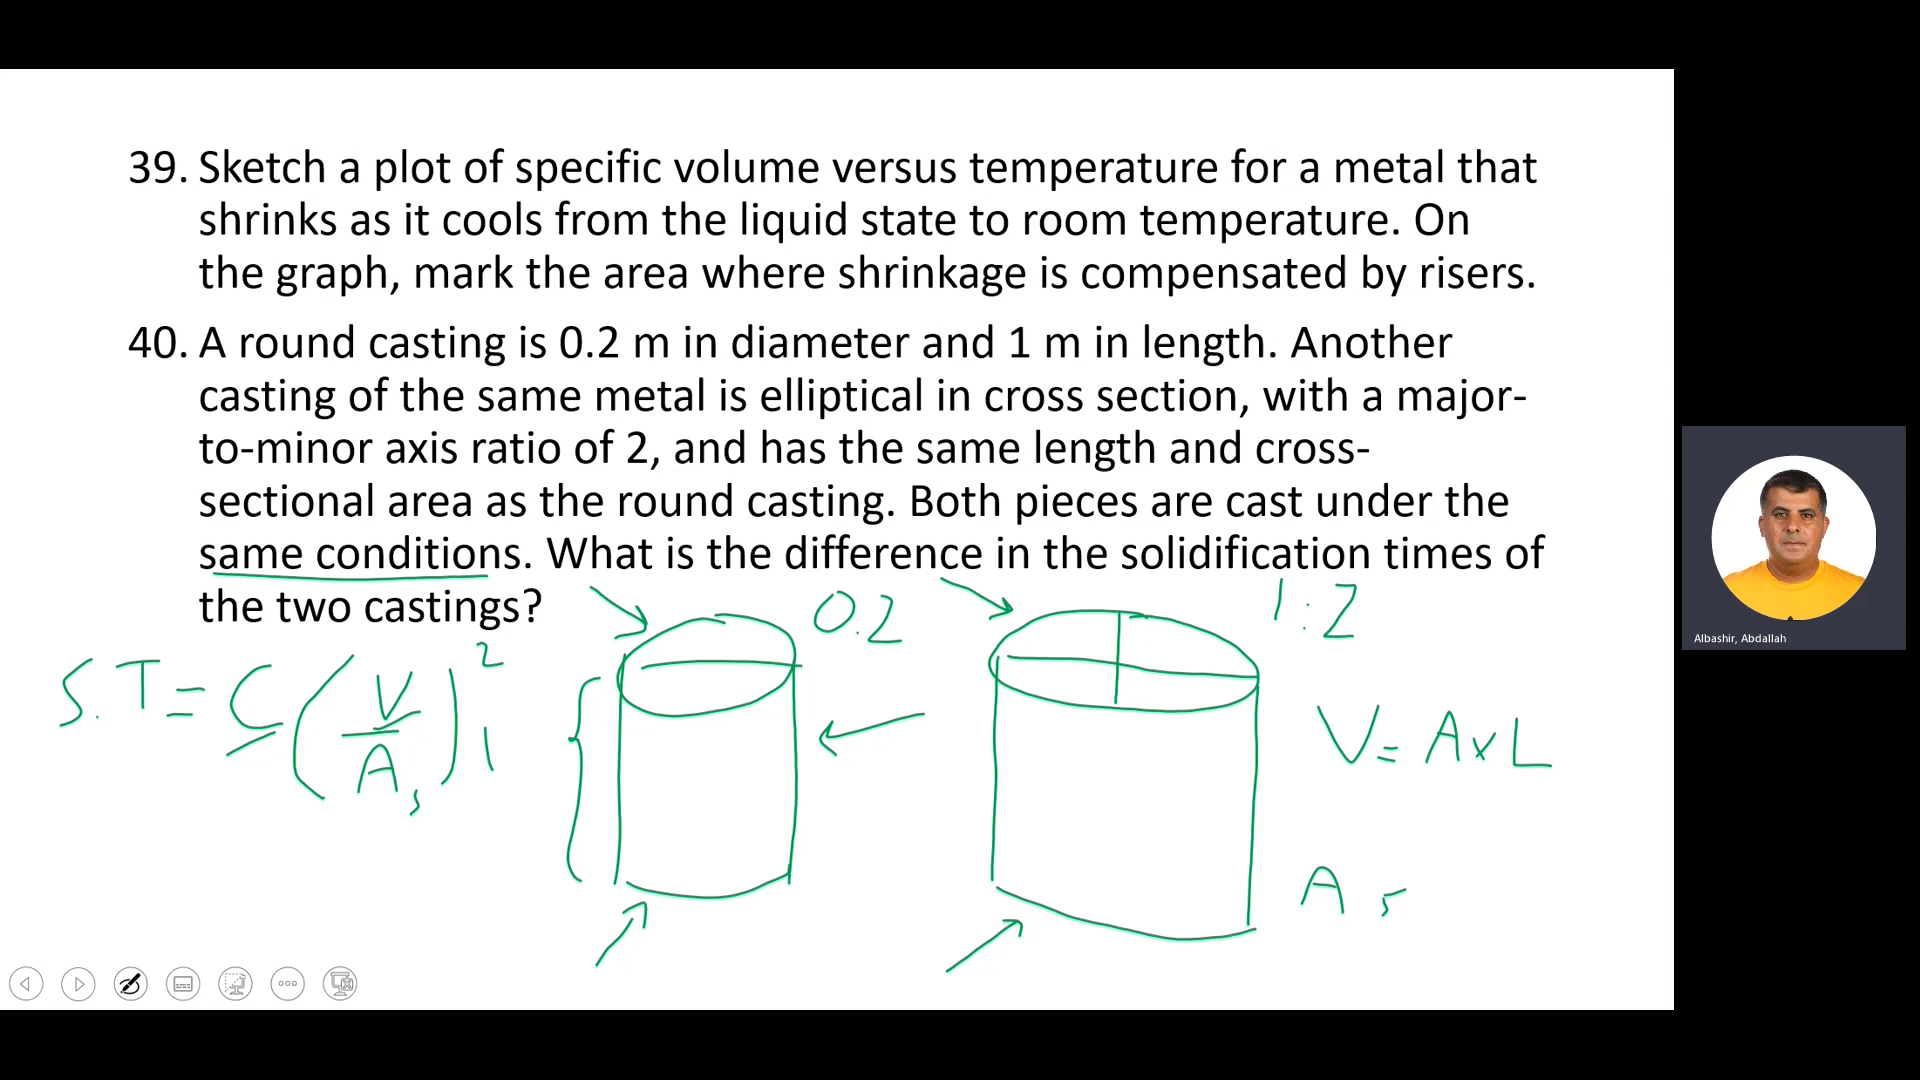 39. Sketch a plot of specific volume versus temperature for a metal that
shrinks as it cools from the liquid state to room temperature. On
the graph, mark the area where shrinkage is compensated by risers.
40. A round casting is 0.2 m in diameter and 1 m in length. Another
casting of the same metal is elliptical in cross section, with a major-
to-minor axis ratio of 2, and has the same length and cross-
sectional area as the round casting. Both pieces are cast under the
same conditions. What is the difference in the solidification times of
the two castings?
0.2
1:2
S.T = C (V/As)²
V = A x L
As
Albashir, Abdallah